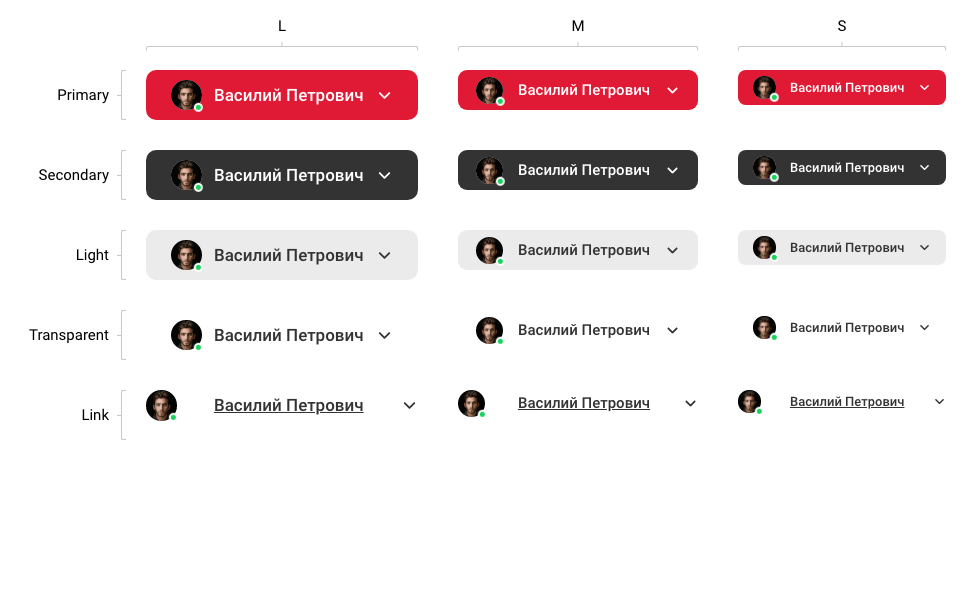 L M S
Primary Василий Петрович Василий Петрович Василий Петрович
Secondary Василий Петрович Василий Петрович Василий Петрович
Light Василий Петрович Василий Петрович Василий Петрович
Transparent Василий Петрович Василий Петрович Василий Петрович
Link Василий Петрович Василий Петрович Василий Петрович